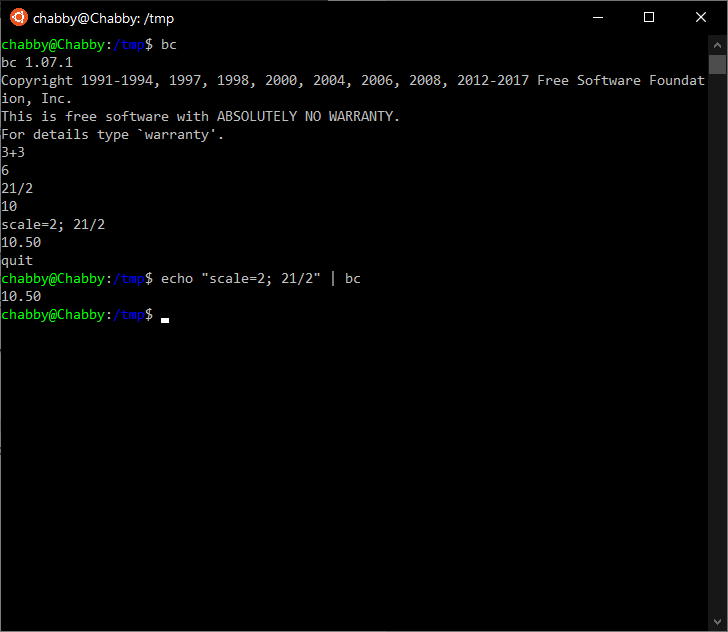 chabby@Chabby: /tmp
chabby@Chabby:/tmp$ bc
bc 1.07.1
Copyright 1991-1994, 1997, 1998, 2000, 2004, 2006, 2008, 2012-2017 Free Software Foundat
ion, Inc.
This is free software with ABSOLUTELY NO WARRANTY.
For details type `warranty'.
3+3
6
21/2
10
scale=2; 21/2
10.50
quit
chabby@Chabby:/tmp$ echo "scale=2; 21/2" | bc
10.50
chabby@Chabby:/tmp$